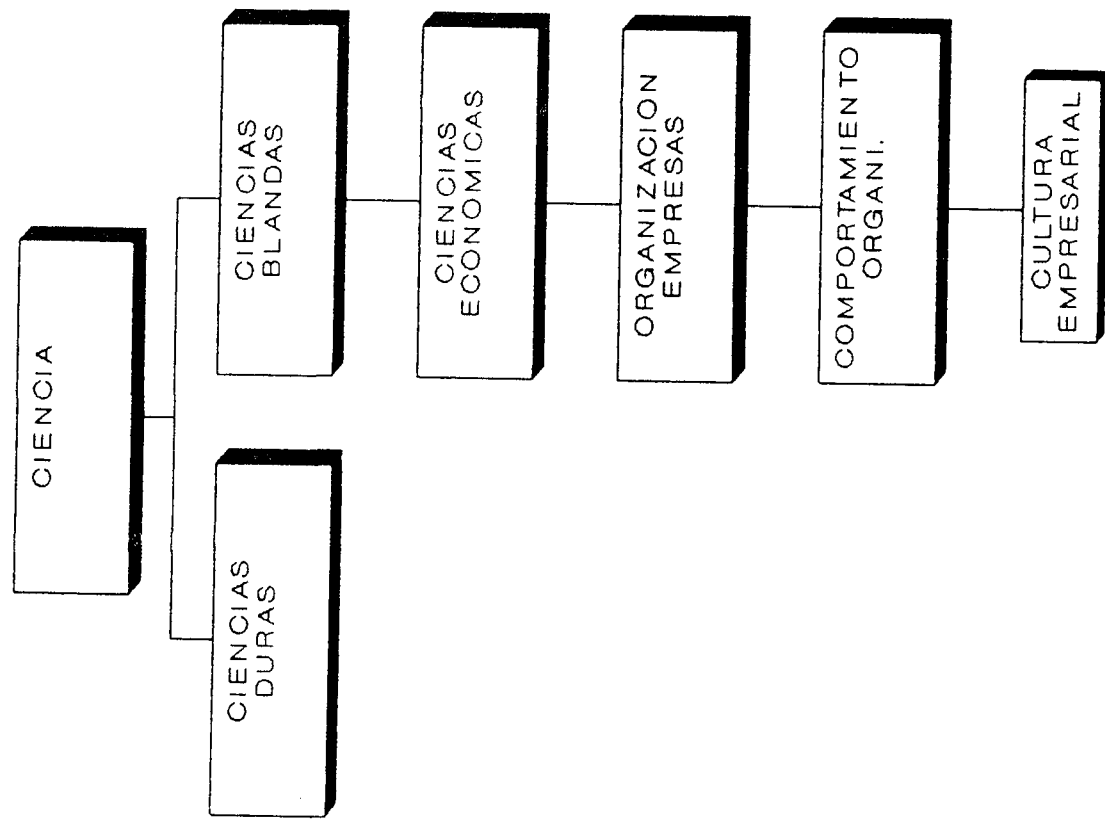 CIENCIA
CIENCIAS
DURAS
CIENCIAS
BLANDAS
CIENCIAS
ECONOMICAS
ORGANIZACION
EMPRESAS
COMPORTAMIENTO
ORGANI.
CULTURA
EMPRESARIAL